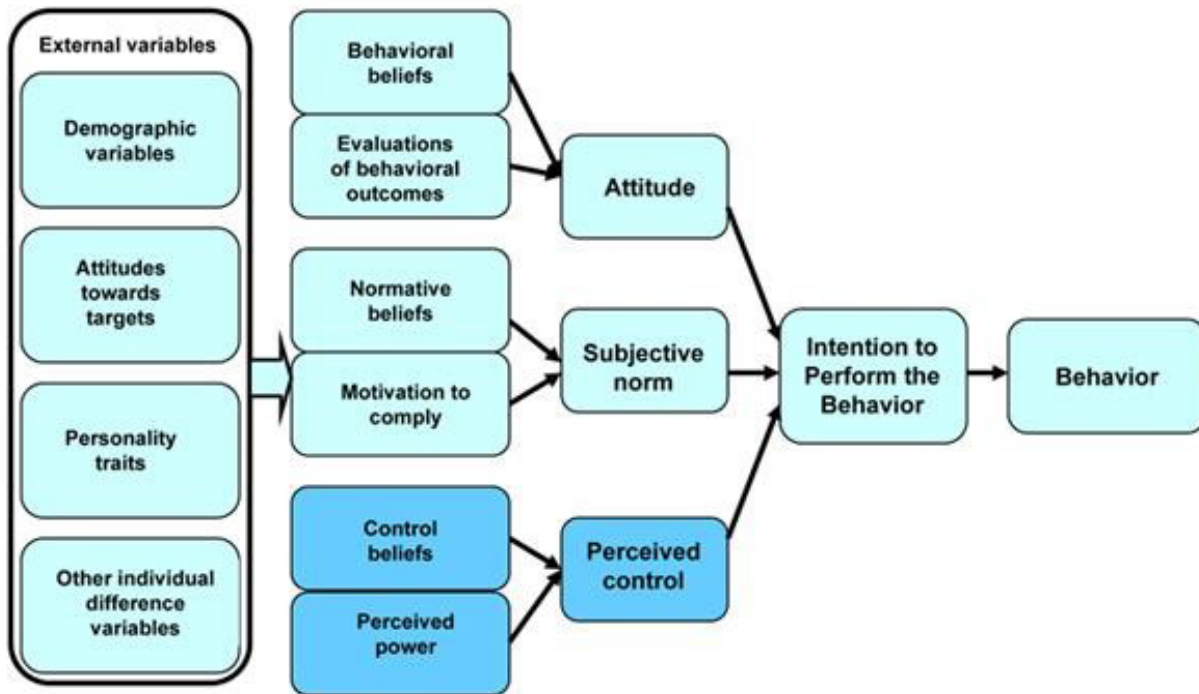 External variables
Demographic
variables
Attitudes
towards
targets
Personality
traits
Other individual
difference
variables
Behavioral
beliefs
Evaluations
of behavioral
outcomes
Normative
beliefs
Motivation to
comply
Control
beliefs
Perceived
power
Attitude
Subjective
norm
Perceived
control
Intention to
Perform the
Behavior
Behavior